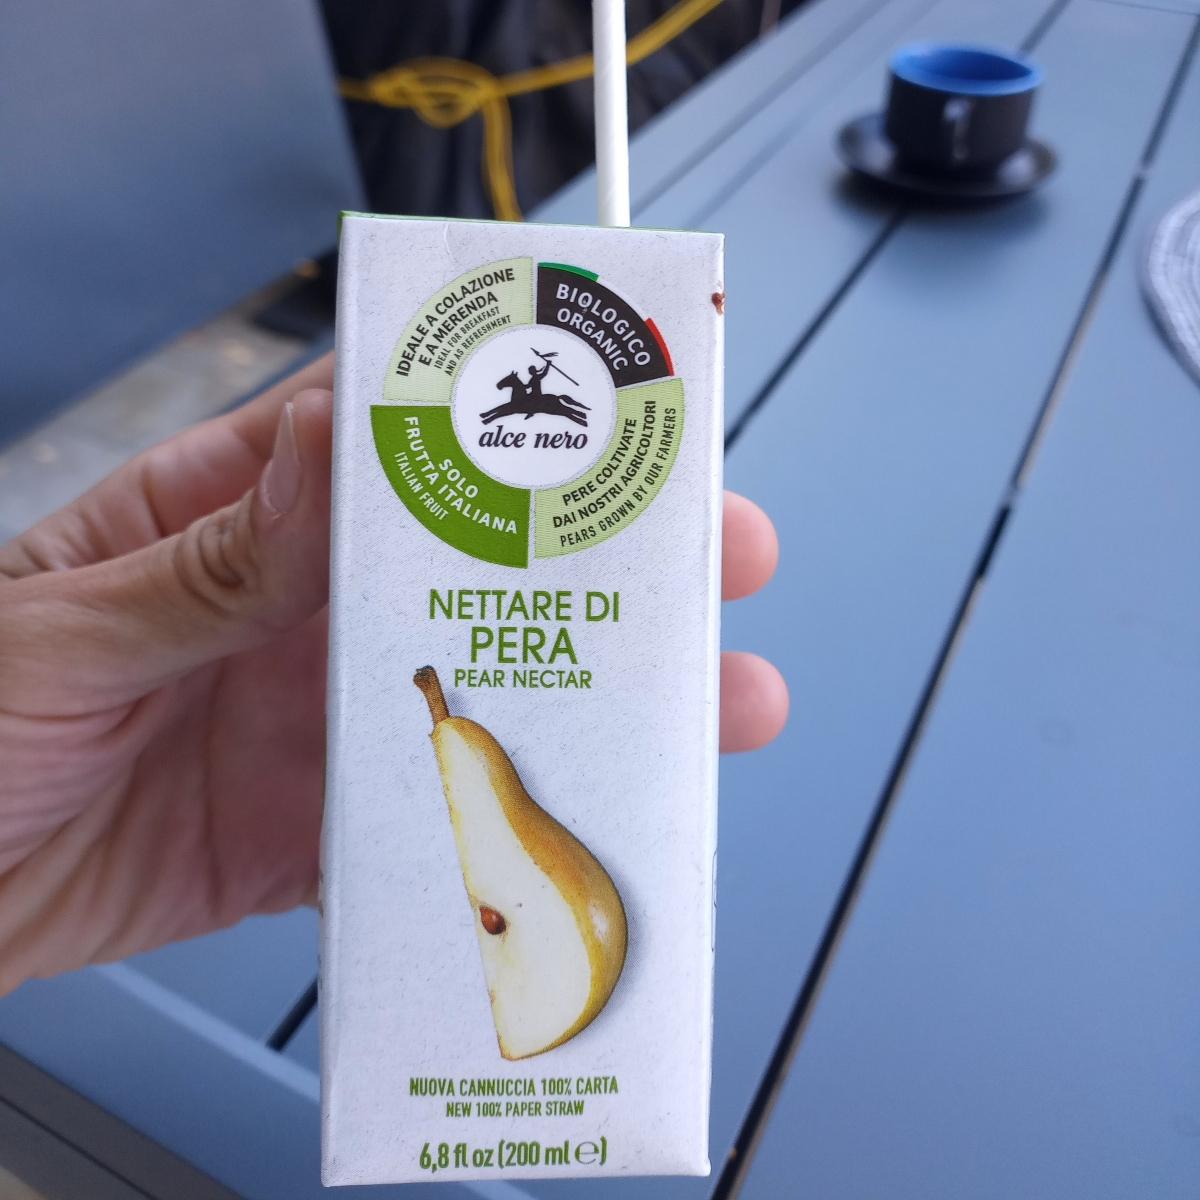 IDEALE A COLAZIONE
E A MERENDA
IDEAL FOR BREAKFAST
AND AS REFRESHMENT
BIOLOGICO
ORGANIC
alce nero
SOLO
FRUTTA ITALIANA
ITALIAN FRUIT
PERE COLTIVATE
DAI NOSTRI AGRICOLTORI
PEARS GROWN BY OUR FARMERS
NETTARE DI
PERA
PEAR NECTAR
NUOVA CANNUCCIA 100% CARTA
NEW 100% PAPER STRAW
6,8 fl oz (200 ml ℮)